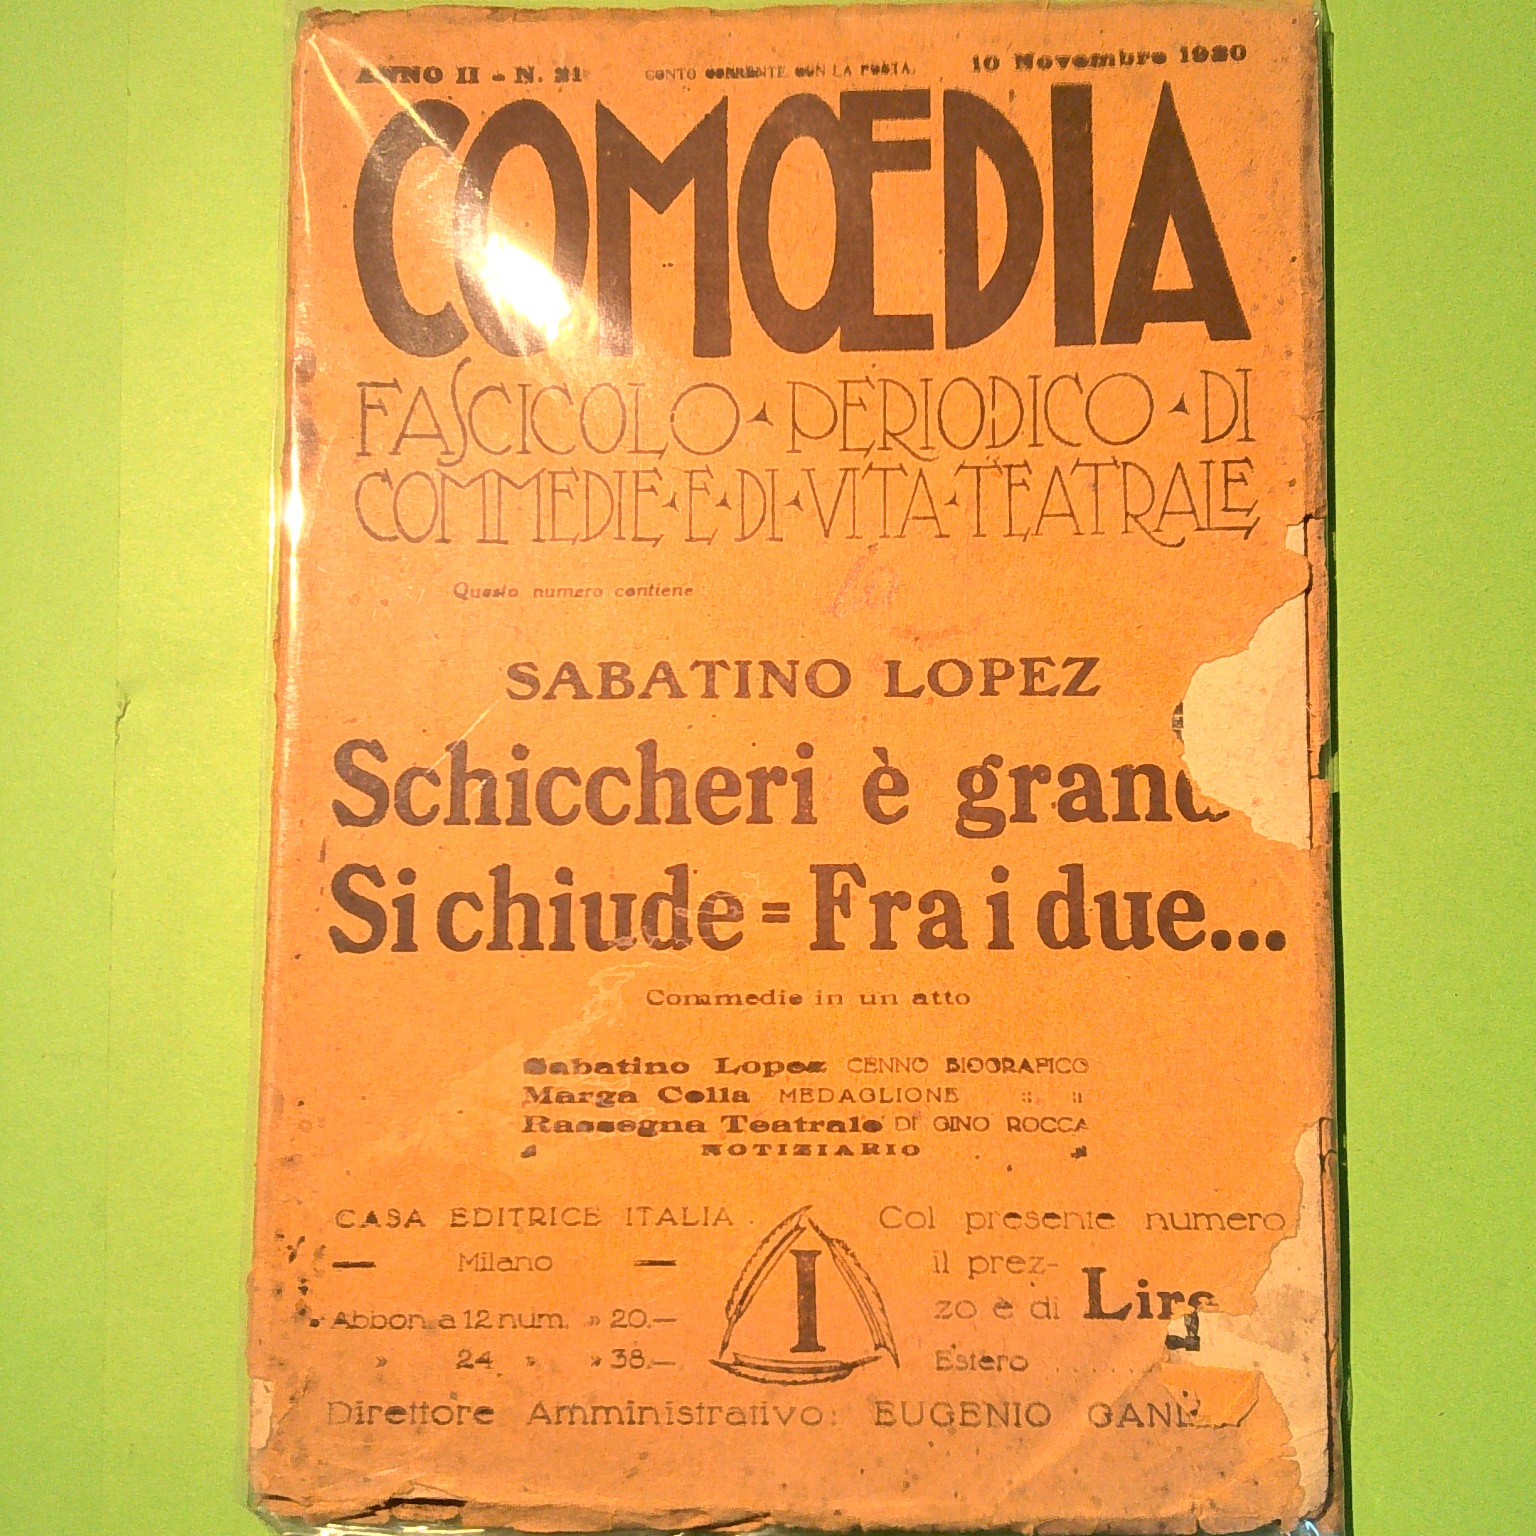 ANNO II - N. 21 CONTO CORRENTE CON LA POSTA. 10 Novembre 1920
COMŒDIA
FASCICOLO PERIODICO DI
COMMEDIE E DI VITA TEATRALE
Questo numero contiene:
SABATINO LOPEZ
Schiccheri è grand
Si chiude = Fra i due...
Commedie in un atto
Sabatino Lopez CENNO BIOGRAFICO
Marga Cella MEDAGLIONE
Rassegna Teatrale DI GINO ROCCA
NOTIZIARIO
CASA EDITRICE ITALIA
— Milano —
Abbon. a 12 num. » 20.—
» 24 » » 38.—
I
Col presente numero
il prez-
zo è di Lire
Estero . . . . .
Direttore Amministrativo: EUGENIO